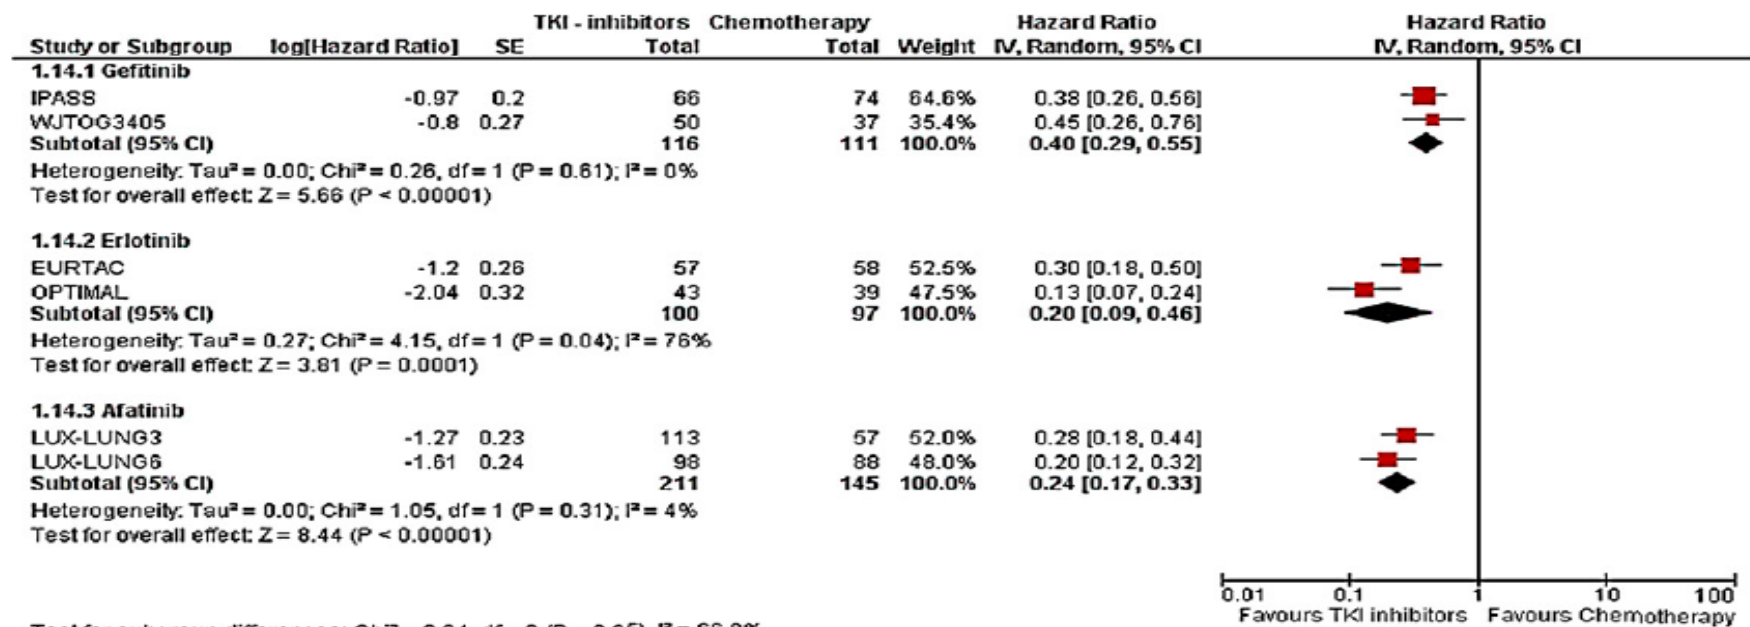 TKI - inhibitors Chemotherapy Hazard Ratio Hazard Ratio
Study or Subgroup log[Hazard Ratio] SE Total Total Weight IV, Random, 95% CI IV, Random, 95% CI
1.14.1 Gefitinib
IPASS -0.97 0.2 66 74 64.6% 0.38 [0.26, 0.56]
WJTOG3405 -0.8 0.27 50 37 35.4% 0.45 [0.26, 0.76]
Subtotal (95% CI) 116 111 100.0% 0.40 [0.29, 0.55]
Heterogeneity: Tau² = 0.00; Chi² = 0.26, df = 1 (P = 0.61); I² = 0%
Test for overall effect: Z = 5.66 (P < 0.00001)
1.14.2 Erlotinib
EURTAC -1.2 0.26 57 58 52.5% 0.30 [0.18, 0.50]
OPTIMAL -2.04 0.32 43 39 47.5% 0.13 [0.07, 0.24]
Subtotal (95% CI) 100 97 100.0% 0.20 [0.09, 0.46]
Heterogeneity: Tau² = 0.27; Chi² = 4.15, df = 1 (P = 0.04); I² = 76%
Test for overall effect: Z = 3.81 (P = 0.0001)
1.14.3 Afatinib
LUX-LUNG3 -1.27 0.23 113 57 52.0% 0.28 [0.18, 0.44]
LUX-LUNG6 -1.61 0.24 98 88 48.0% 0.20 [0.12, 0.32]
Subtotal (95% CI) 211 145 100.0% 0.24 [0.17, 0.33]
Heterogeneity: Tau² = 0.00; Chi² = 1.05, df = 1 (P = 0.31); I² = 4%
Test for overall effect: Z = 8.44 (P < 0.00001)
0.01 0.1 1 10 100
Favours TKI inhibitors Favours Chemotherapy